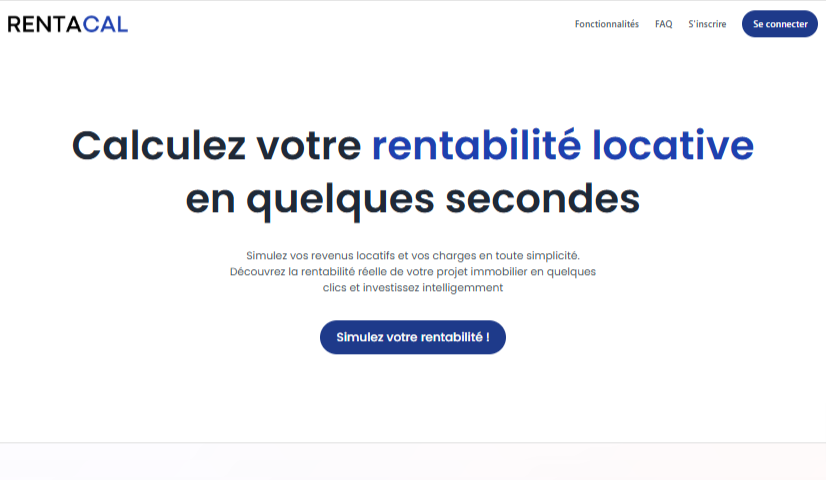 RENTACAL
Fonctionnalités
FAQ
S'inscrire
Se connecter
Calculez votre rentabilité locative
en quelques secondes
Simulez vos revenus locatifs et vos charges en toute simplicité.
Découvrez la rentabilité réelle de votre projet immobilier en quelques
clics et investissez intelligemment
Simulez votre rentabilité !